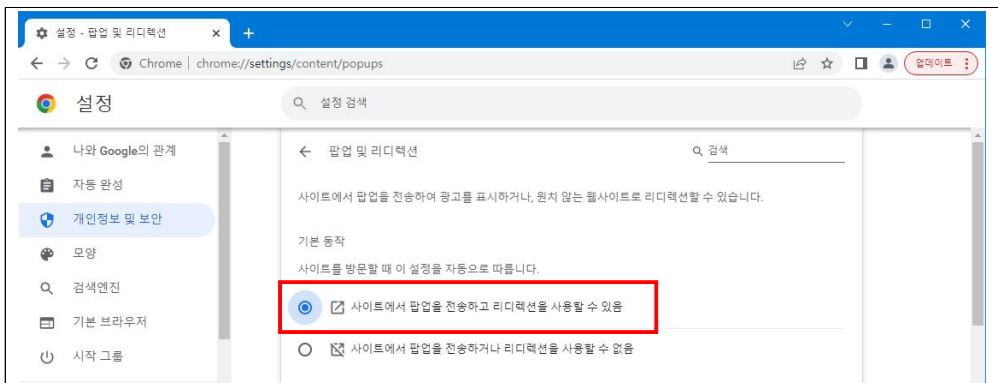 설정 - 팝업 및 리디렉션
Chrome | chrome://settings/content/popups
업데이트
설정
설정 검색
나와 Google의 관계
팝업 및 리디렉션
검색
자동 완성
사이트에서 팝업을 전송하여 광고를 표시하거나, 원치 않는 웹사이트로 리디렉션할 수 있습니다.
개인정보 및 보안
기본 동작
모양
사이트를 방문할 때 이 설정을 자동으로 따릅니다.
검색엔진
사이트에서 팝업을 전송하고 리디렉션을 사용할 수 있음
기본 브라우저
사이트에서 팝업을 전송하거나 리디렉션을 사용할 수 없음
시작 그룹